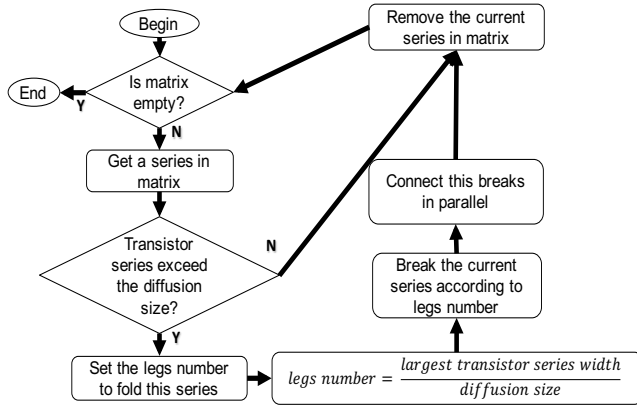 Begin
Is matrix
empty?
Y
End
N
Get a series in
matrix
Transistor
series exceed
the diffusion
size?
N
Y
Set the legs number
to fold this series
legs number = largest transistor series width
diffusion size
Break the current
series according to
legs number
Connect this breaks
in parallel
Remove the current
series in matrix